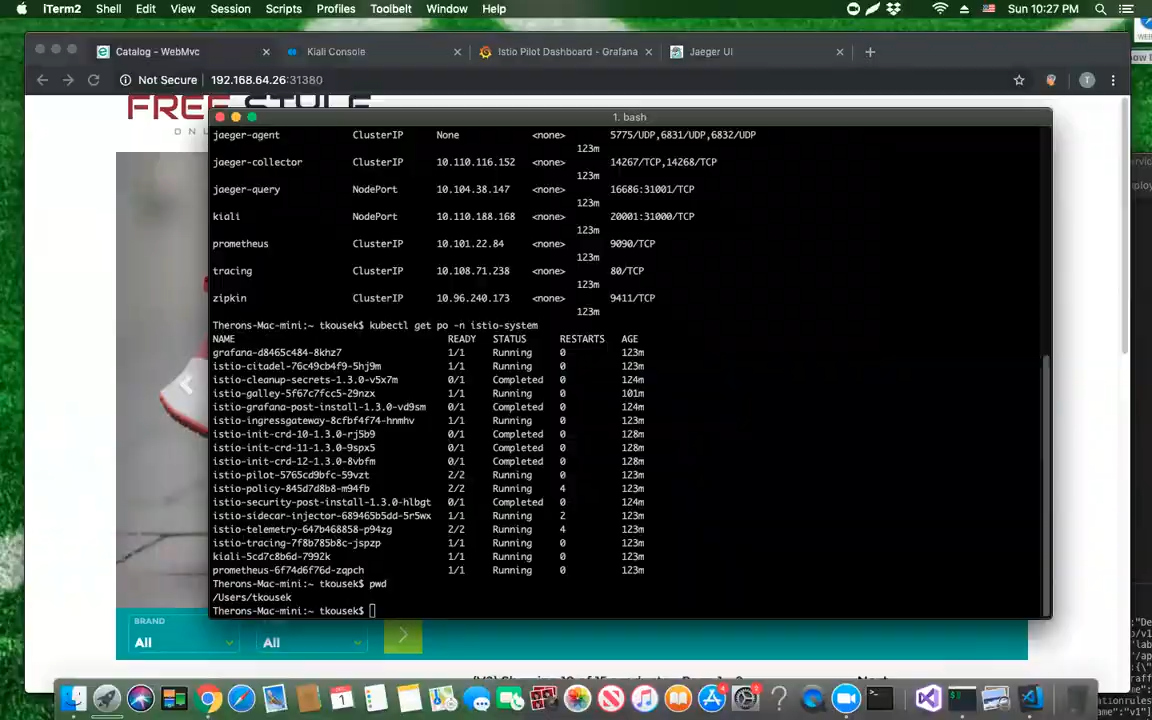 iTerm2 Shell Edit View Session Scripts Profiles Toolbelt Window Help Sun 10:27 PM
Catalog - WebMvc Kiali Console Istio Pilot Dashboard - Grafana Jaeger UI
Not Secure 192.168.64.26:31380 T
FREE STYLE
ONL
1. bash
jaeger-agent ClusterIP None <none> 5775/UDP,6831/UDP,6832/UDP
123m
jaeger-collector ClusterIP 10.110.116.152 <none> 14267/TCP,14268/TCP
123m
jaeger-query NodePort 10.104.38.147 <none> 16686:31001/TCP
123m
kiali NodePort 10.110.188.168 <none> 20001:31000/TCP
123m
prometheus ClusterIP 10.101.22.84 <none> 9090/TCP
123m
tracing ClusterIP 10.108.71.238 <none> 80/TCP
123m
zipkin ClusterIP 10.96.240.173 <none> 9411/TCP
123m
Therons-Mac-mini:~ tkousek$ kubectl get po -n istio-system
NAME READY STATUS RESTARTS AGE
grafana-d8465c484-8khz7 1/1 Running 0 123m
istio-citadel-76c49cb4f9-5hj9m 1/1 Running 0 123m
istio-cleanup-secrets-1.3.0-v5x7m 0/1 Completed 0 124m
istio-galley-5f67c7fcc5-29nzx 1/1 Running 0 101m
istio-grafana-post-install-1.3.0-vd9sm 0/1 Completed 0 124m
istio-ingressgateway-8cfbf4f74-hnmhv 1/1 Running 0 123m
istio-init-crd-10-1.3.0-rj5b9 0/1 Completed 0 128m
istio-init-crd-11-1.3.0-9spx5 0/1 Completed 0 128m
istio-init-crd-12-1.3.0-8vbfm 0/1 Completed 0 128m
istio-pilot-5765cd9bfc-59vzt 2/2 Running 0 123m
istio-policy-845d7d8b8-m94fb 2/2 Running 4 123m
istio-security-post-install-1.3.0-hlbgt 0/1 Completed 0 124m
istio-sidecar-injector-689465b5dd-5r5wx 1/1 Running 2 123m
istio-telemetry-647b468858-p94zg 2/2 Running 4 123m
istio-tracing-7f8b785b8c-jspzp 1/1 Running 0 123m
kiali-5cd7c8b6d-7992k 1/1 Running 0 123m
prometheus-6f74d6f76d-zqpch 1/1 Running 0 123m
Therons-Mac-mini:~ tkousek$ pwd
/Users/tkousek
Therons-Mac-mini:~ tkousek$
BRAND
All All